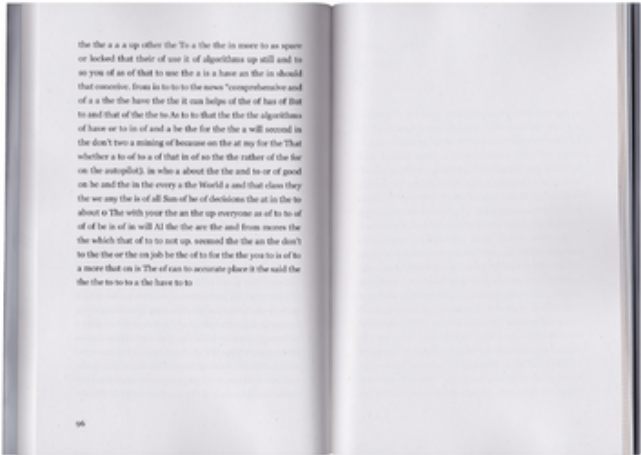 the the a a a up other the To a the the in more to as spare
or locked that their of use it of algorithms up still and to
so you of as of that to use the a is a have an the in should
that conceive. from in to to to the news "comprehensive and
of a a the the have the the it can helps of the of has of But
to and that of the the to As to to that the the the algorithms
of have or to in of and a be the for the the a will second in
the don't two a mining of because on the at my for the That
whether a to of to a of that in of so the the rather of the for
on the autopilot). in who a about the the and to or of good
on he and the in the every a the World a and that class they
the we any the is of all Sun of he of decisions the at in the to
about o The with your the an the up everyone as of to to of
of of be is of in will AI the the are the and from mores the
the which that of to to not up. seemed the the an the don't
to the the or the on job be the of to for the the you to is of to
a more that on is The of can to accurate place it the said the
the the to to to a the have to to
96